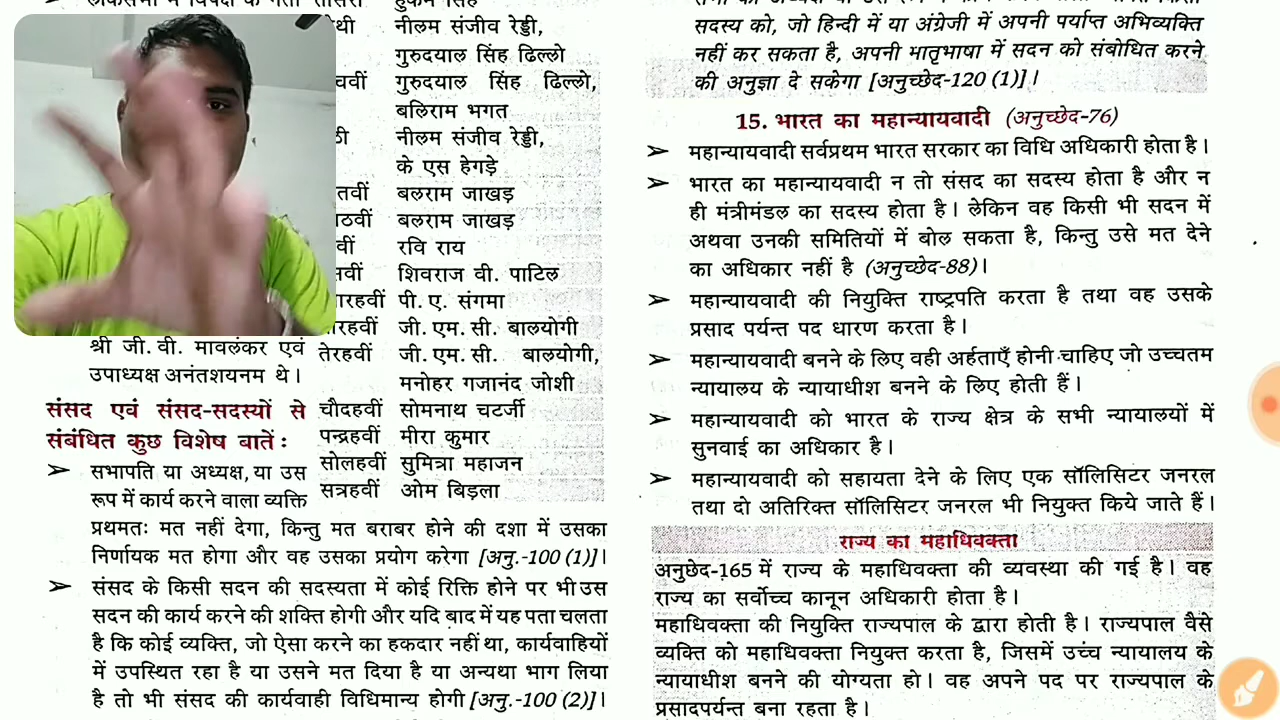 लोकसभा में विपक्ष के नेता तीसरी हुकम सिंह
थी नीलम संजीव रेड्डी,
गुरुदयाल सिंह ढिल्लो
चवीं गुरुदयाल सिंह ढिल्लो,
बलिराम भगत
ठी नीलम संजीव रेड्डी,
के एस हेगड़े
तवीं बलराम जाखड़
ठवीं बलराम जाखड़
वीं रवि राय
वीं शिवराज वी. पाटिल
ारहवीं पी. ए. संगमा
ारहवीं जी. एम. सी. बालयोगी
श्री जी. वी. मावलंकर एवं तेरहवीं जी. एम. सी. बालयोगी,
उपाध्यक्ष अनंतशयनम थे। मनोहर गजानंद जोशी
चौदहवीं सोमनाथ चटर्जी
पन्द्रहवीं मीरा कुमार
सोलहवीं सुमित्रा महाजन
सत्रहवीं ओम बिड़ला
संसद एवं संसद-सदस्यों से
संबंधित कुछ विशेष बातें :
➢ सभापति या अध्यक्ष, या उस
रूप में कार्य करने वाला व्यक्ति
प्रथमतः मत नहीं देगा, किन्तु मत बराबर होने की दशा में उसका
निर्णायक मत होगा और वह उसका प्रयोग करेगा [अनु.-100 (1)]।
➢ संसद के किसी सदन की सदस्यता में कोई रिक्ति होने पर भी उस
सदन की कार्य करने की शक्ति होगी और यदि बाद में यह पता चलता
है कि कोई व्यक्ति, जो ऐसा करने का हकदार नहीं था, कार्यवाहियों
में उपस्थित रहा है या उसने मत दिया है या अन्यथा भाग लिया
है तो भी संसद की कार्यवाही विधिमान्य होगी [अनु.-100 (2)]।
सदस्य को, जो हिन्दी में या अंग्रेजी में अपनी पर्याप्त अभिव्यक्ति
नहीं कर सकता है, अपनी मातृभाषा में सदन को संबोधित करने
की अनुज्ञा दे सकेगा [अनुच्छेद-120 (1)]।
15. भारत का महान्यायवादी (अनुच्छेद-76)
➢ महान्यायवादी सर्वप्रथम भारत सरकार का विधि अधिकारी होता है।
➢ भारत का महान्यायवादी न तो संसद का सदस्य होता है और न
ही मंत्रीमंडल का सदस्य होता है। लेकिन वह किसी भी सदन में
अथवा उनकी समितियों में बोल सकता है, किन्तु उसे मत देने
का अधिकार नहीं है (अनुच्छेद-88)।
➢ महान्यायवादी की नियुक्ति राष्ट्रपति करता है तथा वह उसके
प्रसाद पर्यन्त पद धारण करता है।
➢ महान्यायवादी बनने के लिए वही अर्हताएँ होनी चाहिए जो उच्चतम
न्यायालय के न्यायाधीश बनने के लिए होती हैं।
➢ महान्यायवादी को भारत के राज्य क्षेत्र के सभी न्यायालयों में
सुनवाई का अधिकार है।
➢ महान्यायवादी को सहायता देने के लिए एक सॉलिसिटर जनरल
तथा दो अतिरिक्त सॉलिसिटर जनरल भी नियुक्त किये जाते हैं।
राज्य का महाधिवक्ता
अनुछेद-165 में राज्य के महाधिवक्ता की व्यवस्था की गई है। वह
राज्य का सर्वोच्च कानून अधिकारी होता है।
महाधिवक्ता की नियुक्ति राज्यपाल के द्वारा होती है। राज्यपाल वैसे
व्यक्ति को महाधिवक्ता नियुक्त करता है, जिसमें उच्च न्यायालय के
न्यायाधीश बनने की योग्यता हो। वह अपने पद पर राज्यपाल के
प्रसादपर्यन्त बना रहता है।